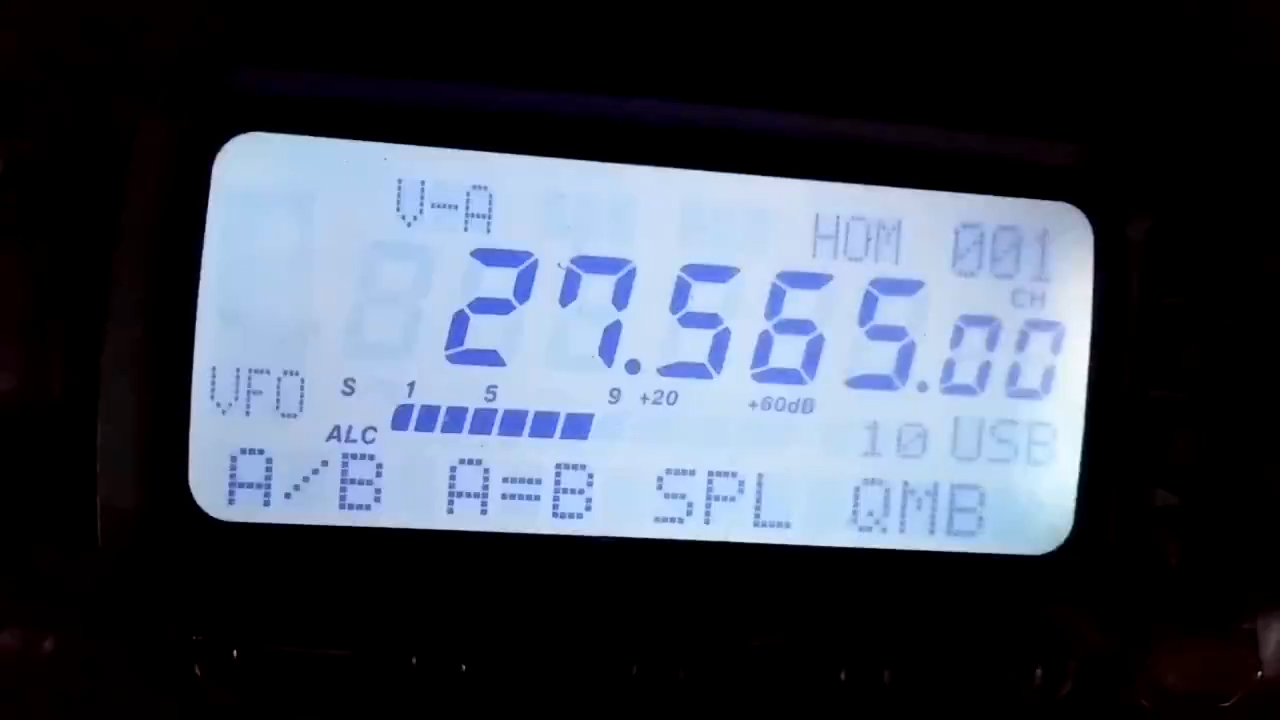 V-A
HOM 001
CH
27.565.00
VFO S 1 5 9 +20 +60dB
ALC 10 USB
A/B A=B SPL QMB